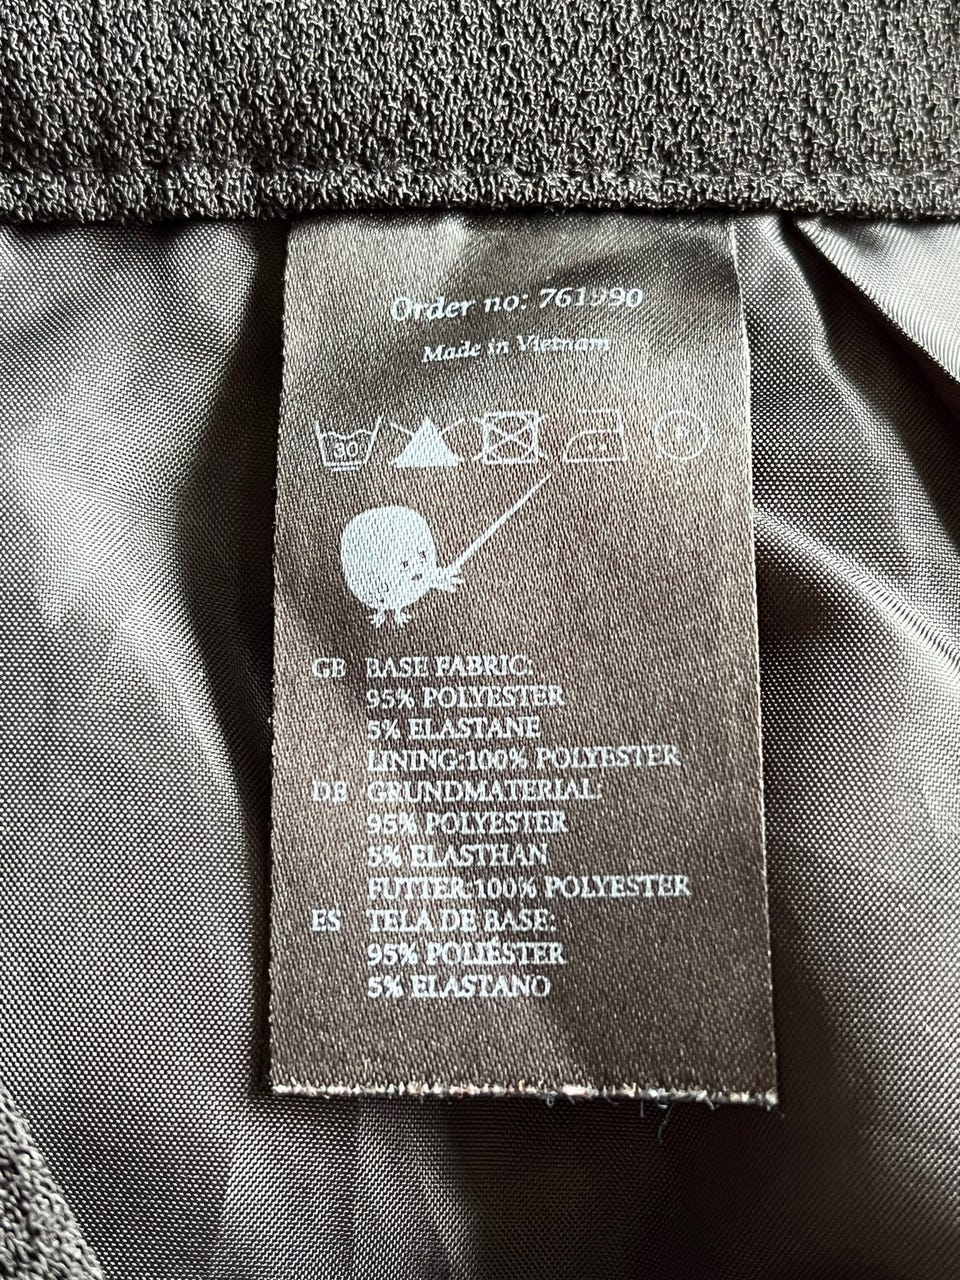 Order no: 761990
Made in Vietnam
30
GB BASE FABRIC:
95% POLYESTER
5% ELASTANE
LINING:100% POLYESTER
DE GRUNDMATERIAL:
95% POLYESTER
5% ELASTHAN
FUTTER:100% POLYESTER
ES TELA DE BASE:
95% POLIÉSTER
5% ELASTANO